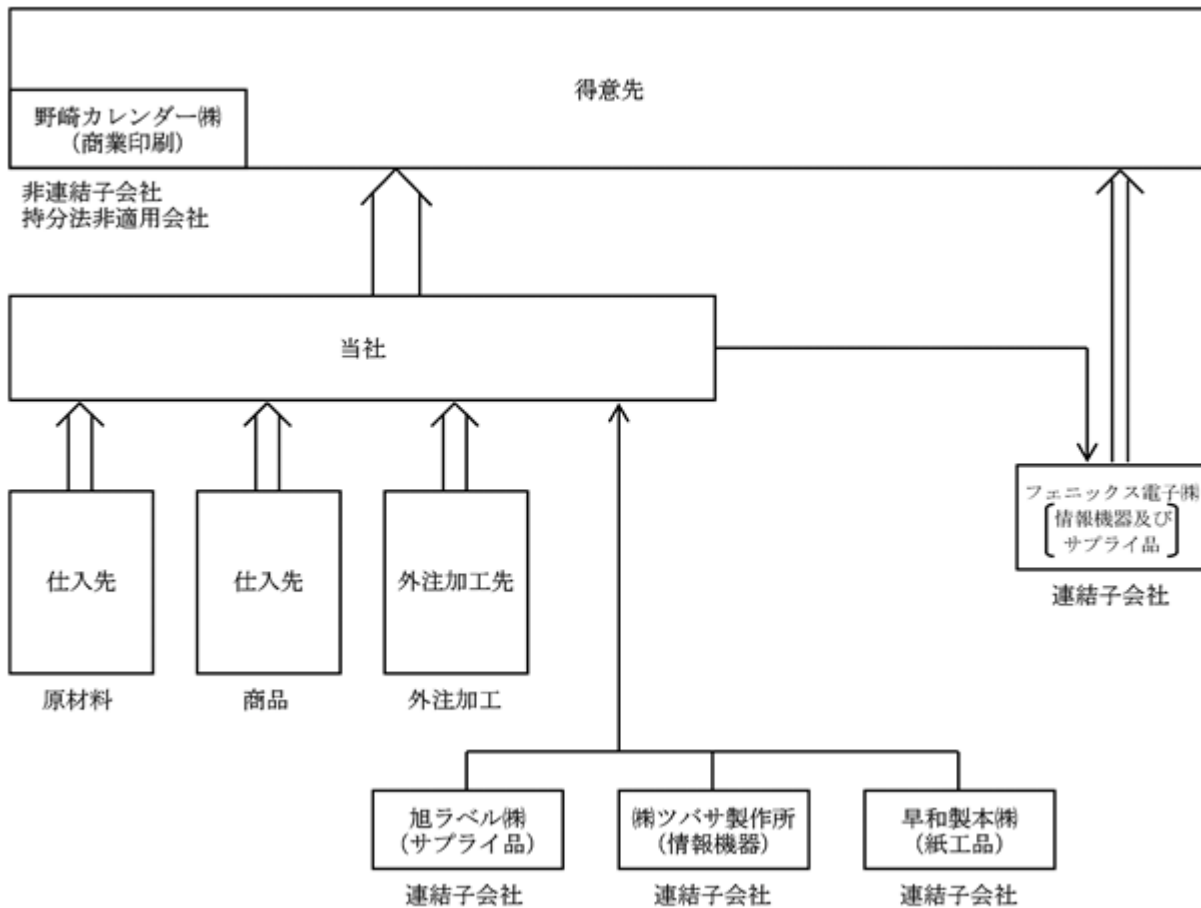 得意先
野崎カレンダー㈱
（商業印刷）
非連結子会社
持分法非適用会社
当社
フェニックス電子㈱
情報機器及び
サプライ品
連結子会社
仕入先
仕入先
外注加工先
原材料
商品
外注加工
旭ラベル㈱
（サプライ品）
㈱ツバサ製作所
（情報機器）
早和製本㈱
（紙工品）
連結子会社
連結子会社
連結子会社